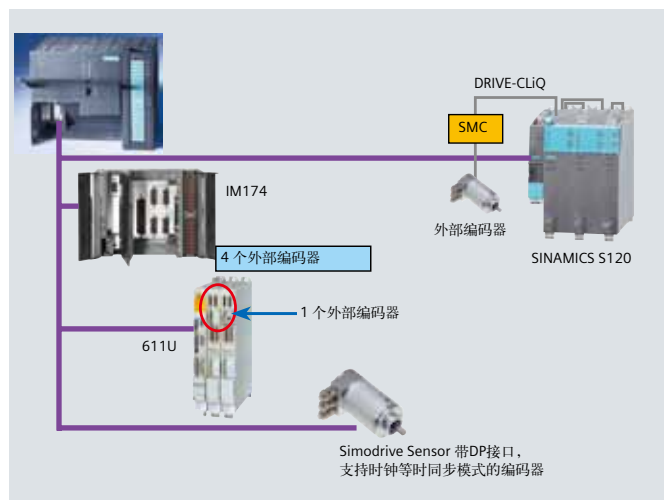 DRIVE-CLiQ
SMC
IM174
外部编码器
SINAMICS S120
4 个外部编码器
1 个外部编码器
611U
Simodrive Sensor 带DP接口，
支持时钟等时同步模式的编码器